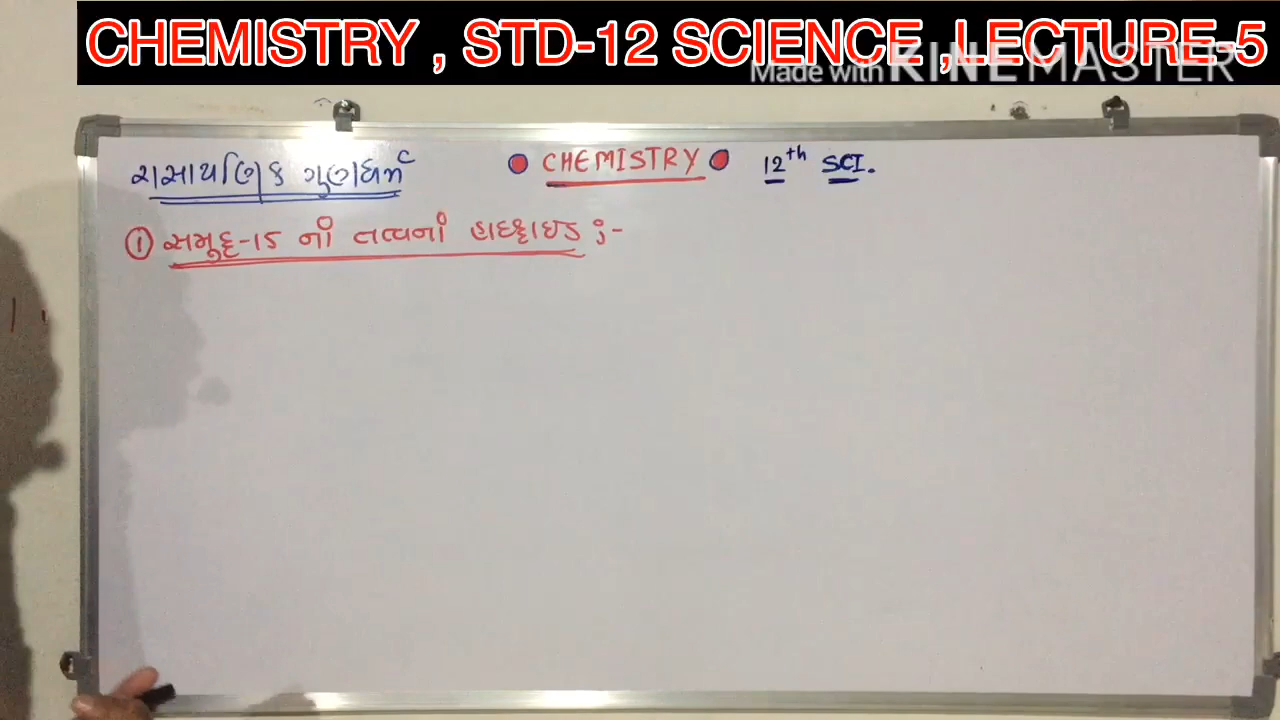 CHEMISTRY , STD-12 SCIENCE ,LECTURE-5
Made with KINEMASTER
રાસાયણિક ગુણધર્મ
CHEMISTRY
12th SCI.
① સમુહ-15 નાં તત્વનાં હાઇડ્રાઇડ :-